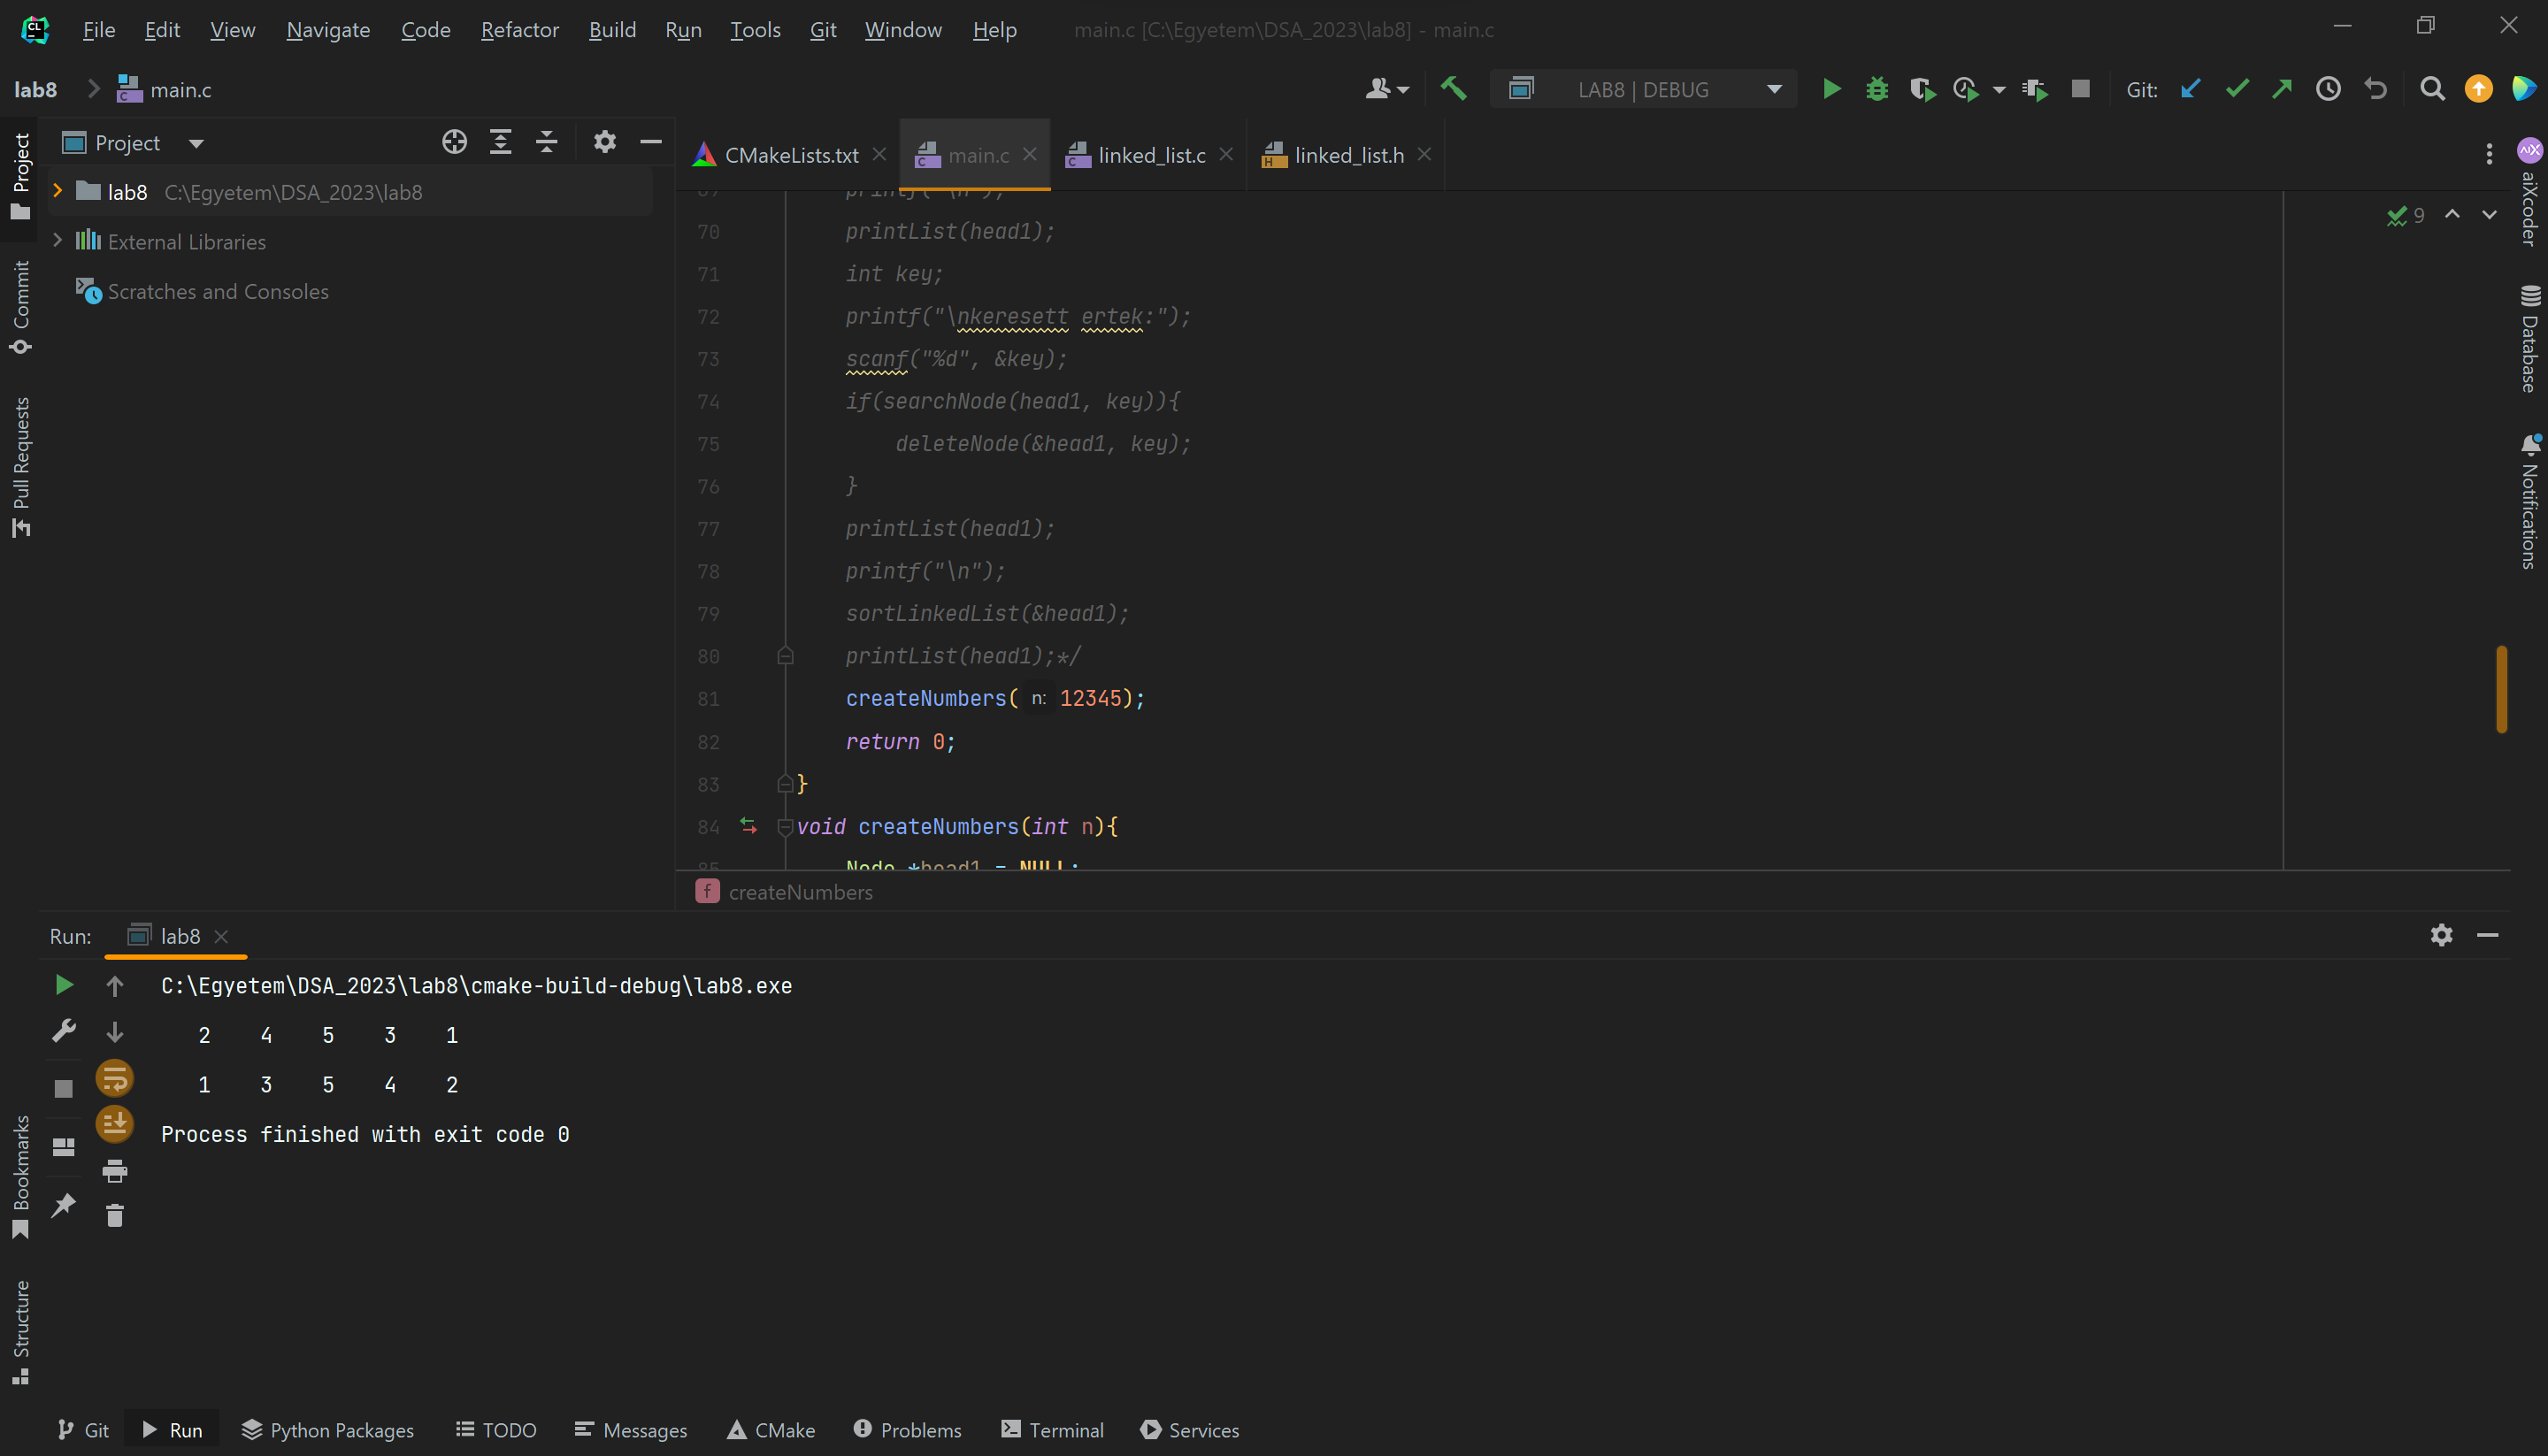 File Edit View Navigate Code Refactor Build Run Tools Git Window Help main.c [C:\Egyetem\DSA_2023\lab8] - main.c
lab8 main.c LAB8 | DEBUG Git:
Project
CMakeLists.txt main.c linked_list.c linked_list.h
lab8 C:\Egyetem\DSA_2023\lab8
External Libraries
Scratches and Consoles
Project
Commit
Pull Requests
Bookmarks
Structure
aiXcoder
Database
Notifications
9
printf("\n");
70 printList(head1);
71 int key;
72 printf("\nkeresett ertek:");
73 scanf("%d", &key);
74 if(searchNode(head1, key)){
75 deleteNode(&head1, key);
76 }
77 printList(head1);
78 printf("\n");
79 sortLinkedList(&head1);
80 printList(head1);*/
81 createNumbers( n: 12345);
82 return 0;
83 }
84 void createNumbers(int n){
85 Node *head1 = NULL;
createNumbers
Run: lab8
C:\Egyetem\DSA_2023\lab8\cmake-build-debug\lab8.exe
2 4 5 3 1
1 3 5 4 2
Process finished with exit code 0
Git Run Python Packages TODO Messages CMake Problems Terminal Services